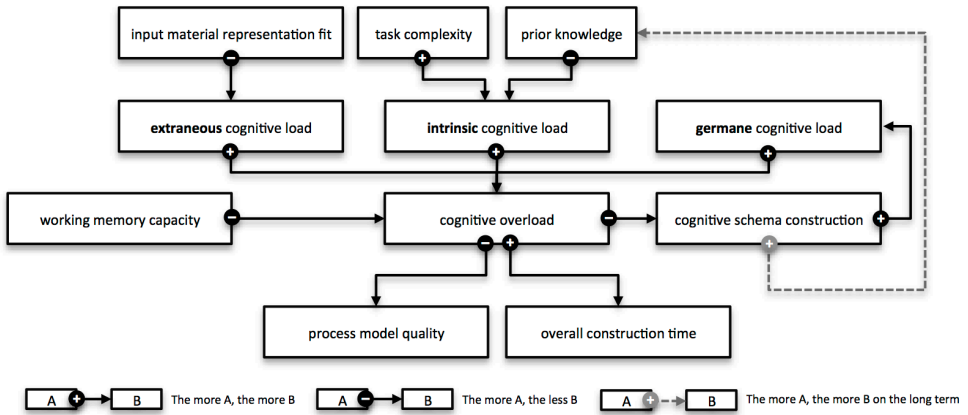 input material representation fit
task complexity
prior knowledge
extraneous cognitive load
intrinsic cognitive load
germane cognitive load
working memory capacity
cognitive overload
cognitive schema construction
process model quality
overall construction time
A + B The more A, the more B
A − B The more A, the less B
A + B The more A, the more B on the long term